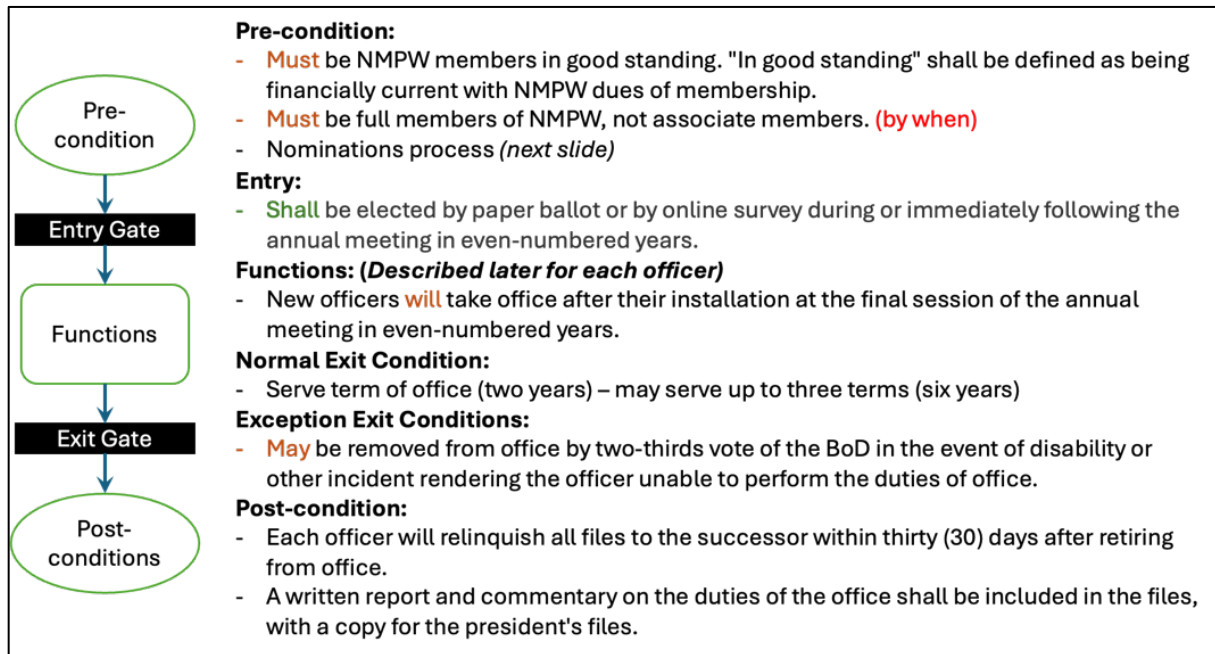 Pre-condition:
- Must be NMPW members in good standing. "In good standing" shall be defined as being
financially current with NMPW dues of membership.
- Must be full members of NMPW, not associate members. (by when)
- Nominations process (next slide)
Entry:
- Shall be elected by paper ballot or by online survey during or immediately following the
annual meeting in even-numbered years.
Functions: (Described later for each officer)
- New officers will take office after their installation at the final session of the annual
meeting in even-numbered years.
Normal Exit Condition:
- Serve term of office (two years) – may serve up to three terms (six years)
Exception Exit Conditions:
- May be removed from office by two-thirds vote of the BoD in the event of disability or
other incident rendering the officer unable to perform the duties of office.
Post-condition:
- Each officer will relinquish all files to the successor within thirty (30) days after retiring
from office.
- A written report and commentary on the duties of the office shall be included in the files,
with a copy for the president's files.
Pre-
condition
Entry Gate
Functions
Exit Gate
Post-
conditions